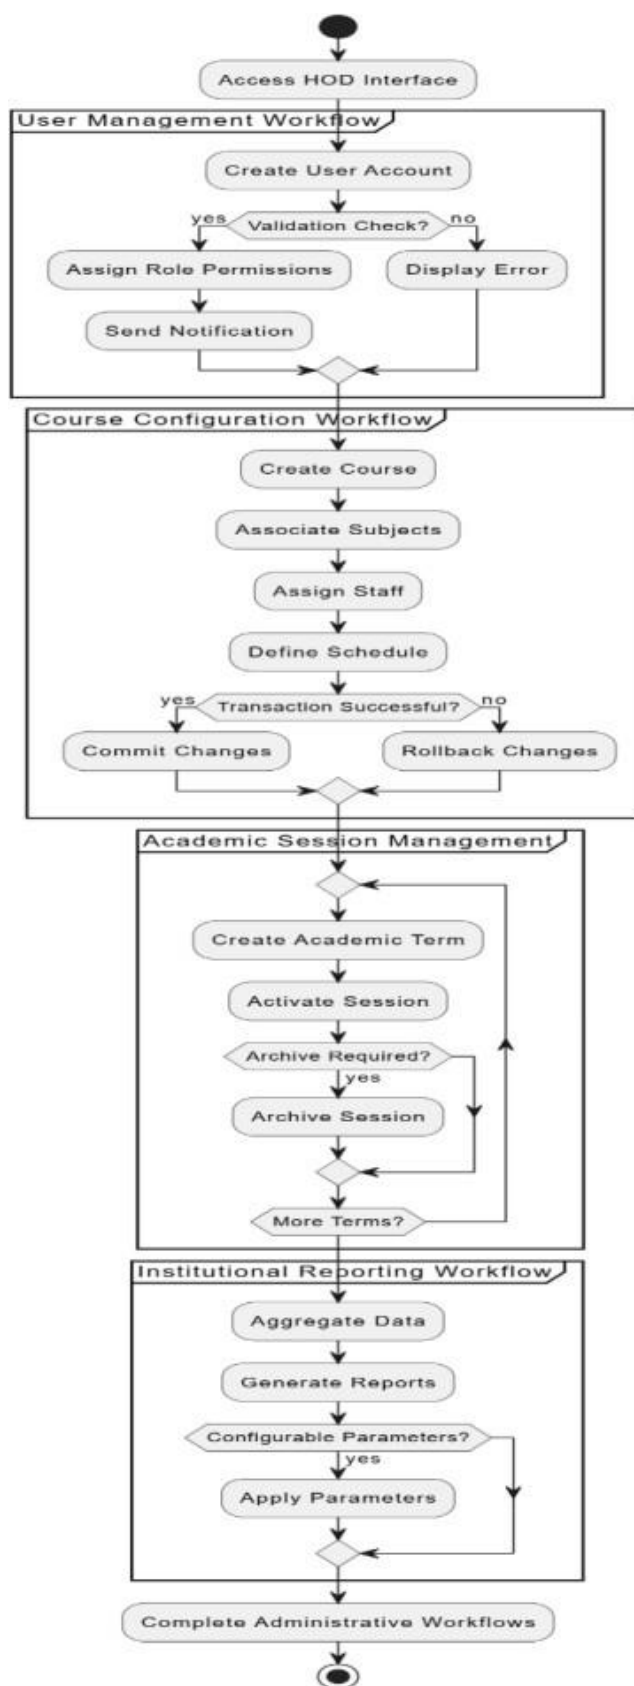 Access HOD Interface
User Management Workflow
Create User Account
yes
Validation Check?
no
Assign Role Permissions
Display Error
Send Notification
Course Configuration Workflow
Create Course
Associate Subjects
Assign Staff
Define Schedule
yes
Transaction Successful?
no
Commit Changes
Rollback Changes
Academic Session Management
Create Academic Term
Activate Session
Archive Required?
yes
Archive Session
More Terms?
Institutional Reporting Workflow
Aggregate Data
Generate Reports
Configurable Parameters?
yes
Apply Parameters
Complete Administrative Workflows